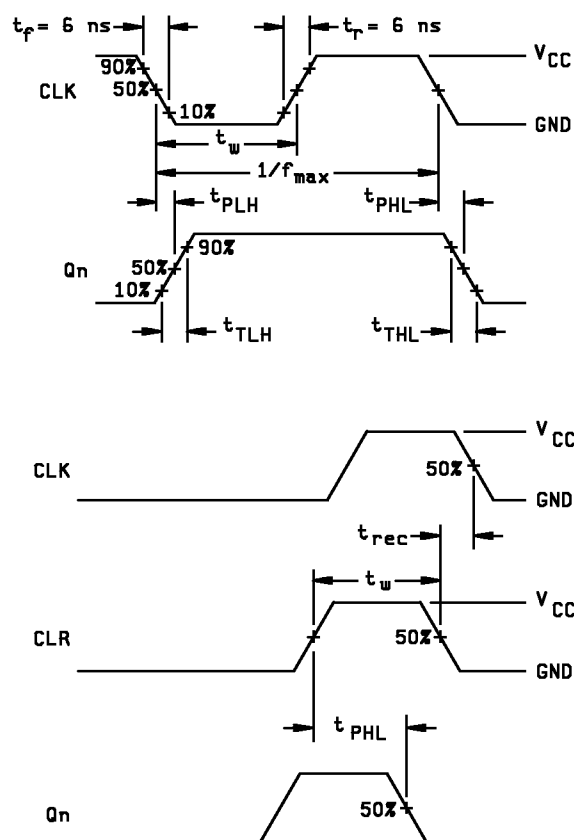 t_f = 6 ns
t_r = 6 ns
V_CC
90%
CLK
50%
10%
GND
t_w
1/f_max
t_PLH
t_PHL
90%
Qn
50%
10%
t_TLH
t_THL
V_CC
CLK
50%
GND
t_rec
t_w
V_CC
CLR
50%
GND
t_PHL
Qn
50%